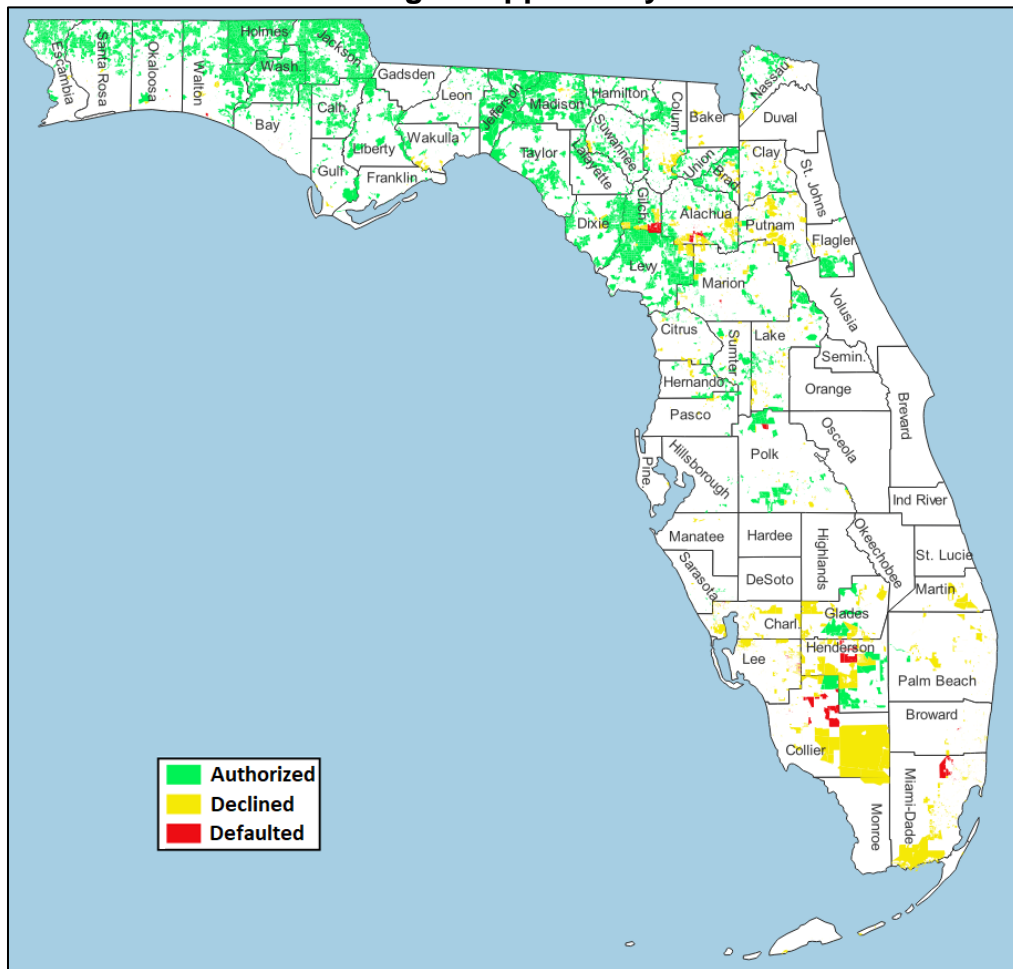 Holmes
Jackson
Escambia
Santa Rosa
Okaloosa
Walton
Wash.
Gadsden
Leon
Jefferson
Madison
Hamilton
Colum.
Baker
Nassau
Duval
Bay
Calh.
Liberty
Wakulla
Suwannee
Taylor
Lafayette
Union
Brad.
Clay
St. Johns
Gulf
Franklin
Gilch.
Dixie
Alachua
Putnam
Flagler
Levy
Marion
Volusia
Citrus
Sumter
Lake
Semin.
Hernando
Orange
Pasco
Brevard
Pine.
Hillsborough
Polk
Osceola
Ind River
Manatee
Hardee
Highlands
Okeechobee
St. Lucie
Sarasota
DeSoto
Martin
Charl.
Glades
Lee
Henderson
Palm Beach
Broward
Collier
Monroe
Miami-Dade
Authorized
Declined
Defaulted